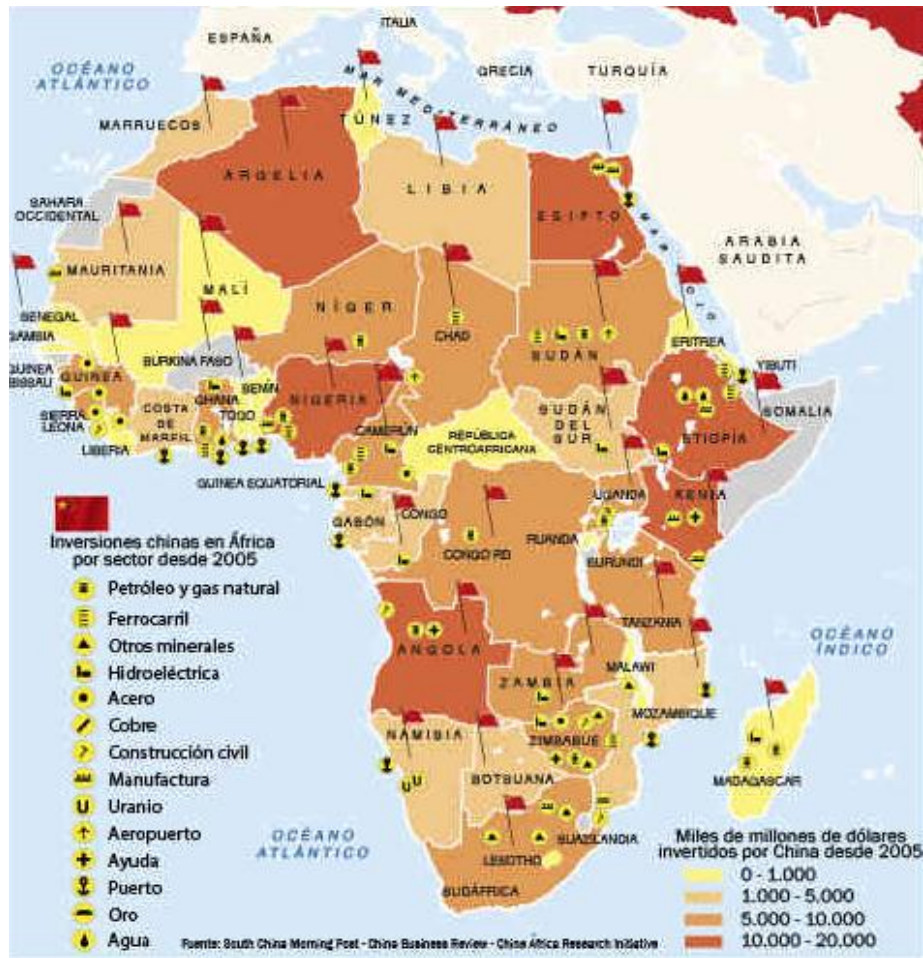 ITALIA
ESPAÑA
OCÉANO
ATLÁNTICO
GRECIA
TURQUÍA
MAR MEDITERRÁNEO
MARRUECOS
TÚNEZ
ARGELIA
LIBIA
EGIPTO
SAHARA
OCCIDENTAL
MAR ROJO
ARABIA
SAUDITA
MAURITANIA
MALÍ
NÍGER
CHAD
SUDÁN
ERITREA
YIBUTI
SENEGAL
GAMBIA
GUINEA
BISSAU
GUINEA
BURKINA FASO
BENÍN
GHANA
TOGO
NIGERIA
SIERRA
LEONA
LIBERIA
COSTA
DE
MARFIL
CAMERÚN
REPÚBLICA
CENTROAFRICANA
SUDÁN
DEL
SUR
ETIOPÍA
SOMALIA
GUINEA EQUATORIAL
GABÓN
CONGO
CONGO RD
UGANDA
KENIA
RUANDA
BURUNDI
TANZANIA
OCÉANO
ÍNDICO
ANGOLA
ZAMBIA
MALAWI
MOZAMBIQUE
NAMIBIA
ZIMBABUE
BOTSUANA
MADAGASCAR
SUAZILANDIA
LESOTHO
SUDÁFRICA
OCÉANO
ATLÁNTICO
Inversiones chinas en África
por sector desde 2005
Petróleo y gas natural
Ferrocarril
Otros minerales
Hidroeléctrica
Acero
Cobre
Construcción civil
Manufactura
U Uranio
Aeropuerto
Ayuda
Puerto
Oro
Agua
Miles de millones de dólares
invertidos por China desde 2005
0 - 1.000
1.000 - 5.000
5.000 - 10.000
10.000 - 20.000
Fuente: South China Morning Post - China Business Review - China África Research Initiative